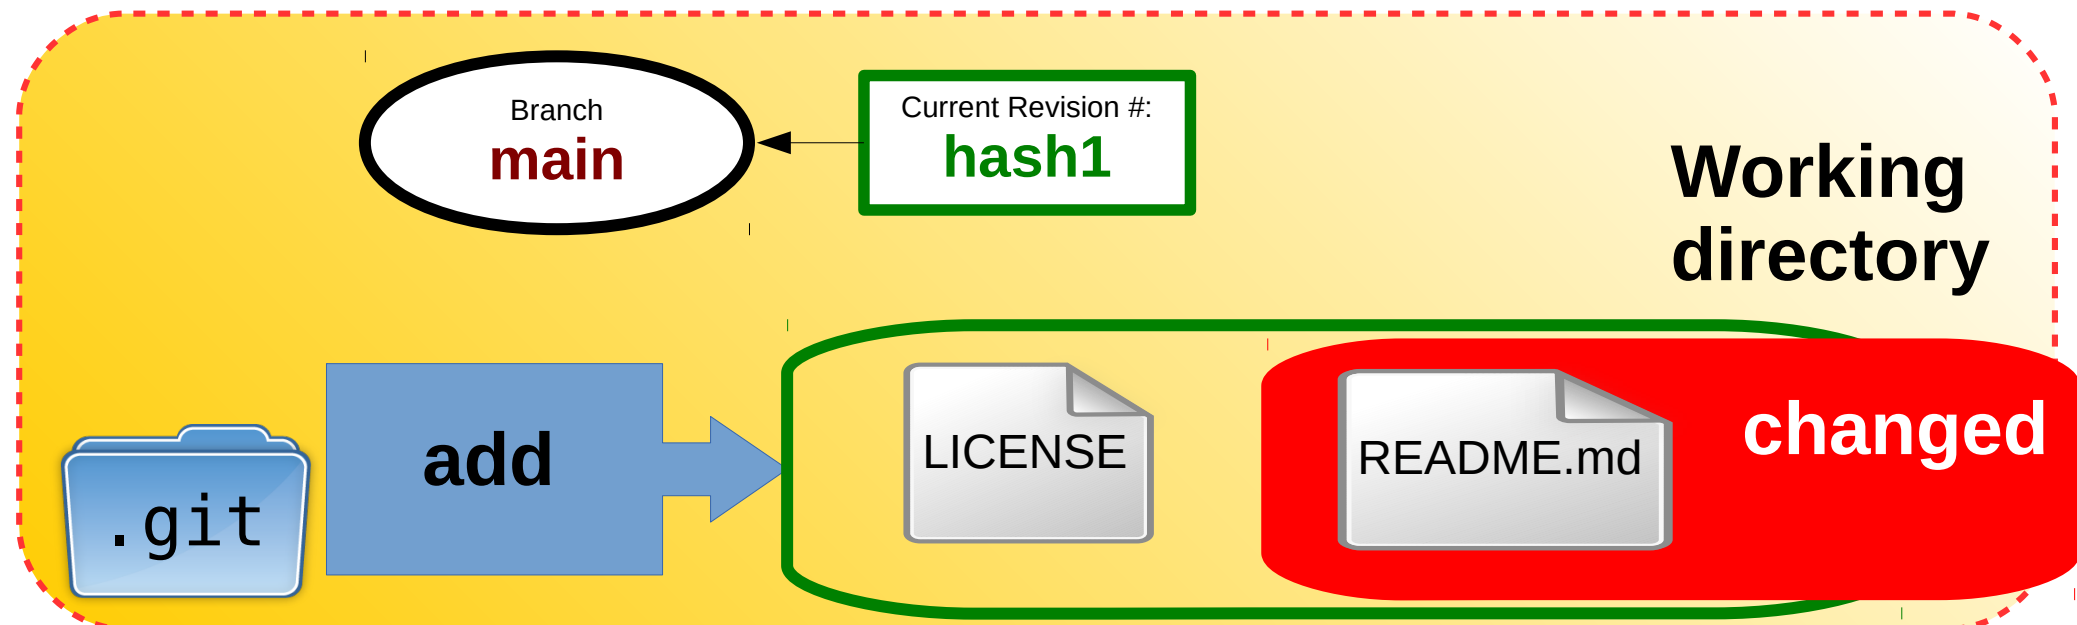 Branch
main
Current Revision #:
hash1
Working
directory
.git
add
LICENSE
README.md
changed